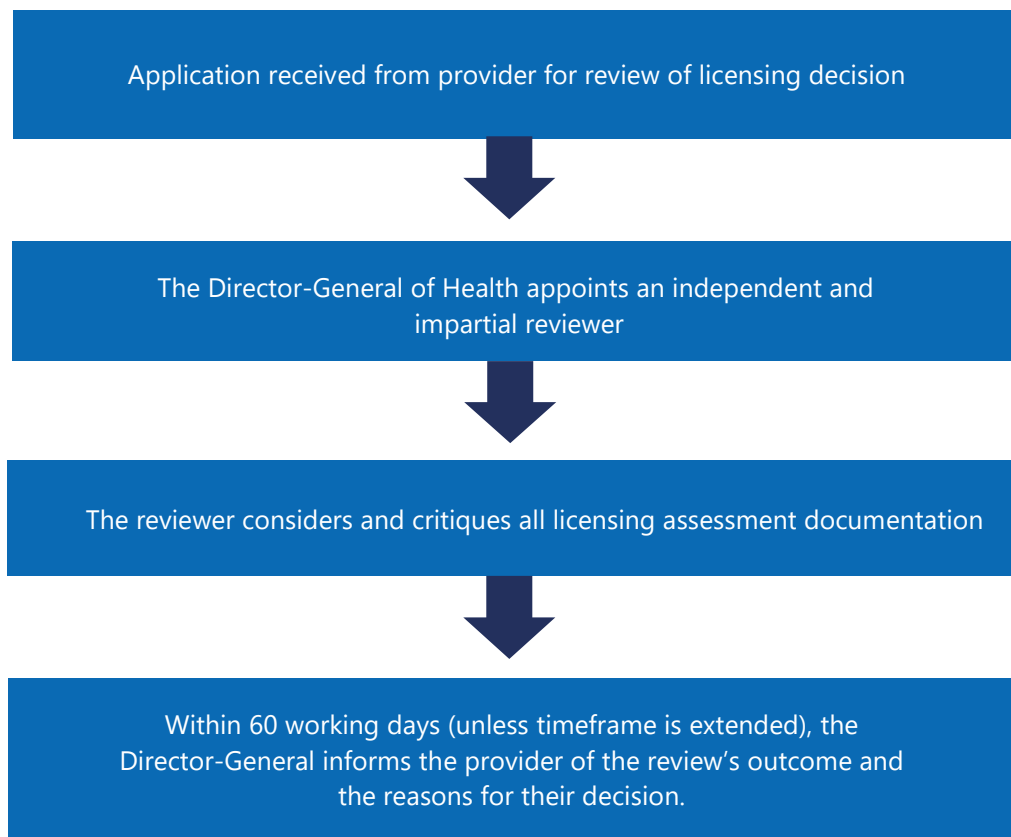 Application received from provider for review of licensing decision
The Director-General of Health appoints an independent and
impartial reviewer
The reviewer considers and critiques all licensing assessment documentation
Within 60 working days (unless timeframe is extended), the
Director-General informs the provider of the review’s outcome and
the reasons for their decision.